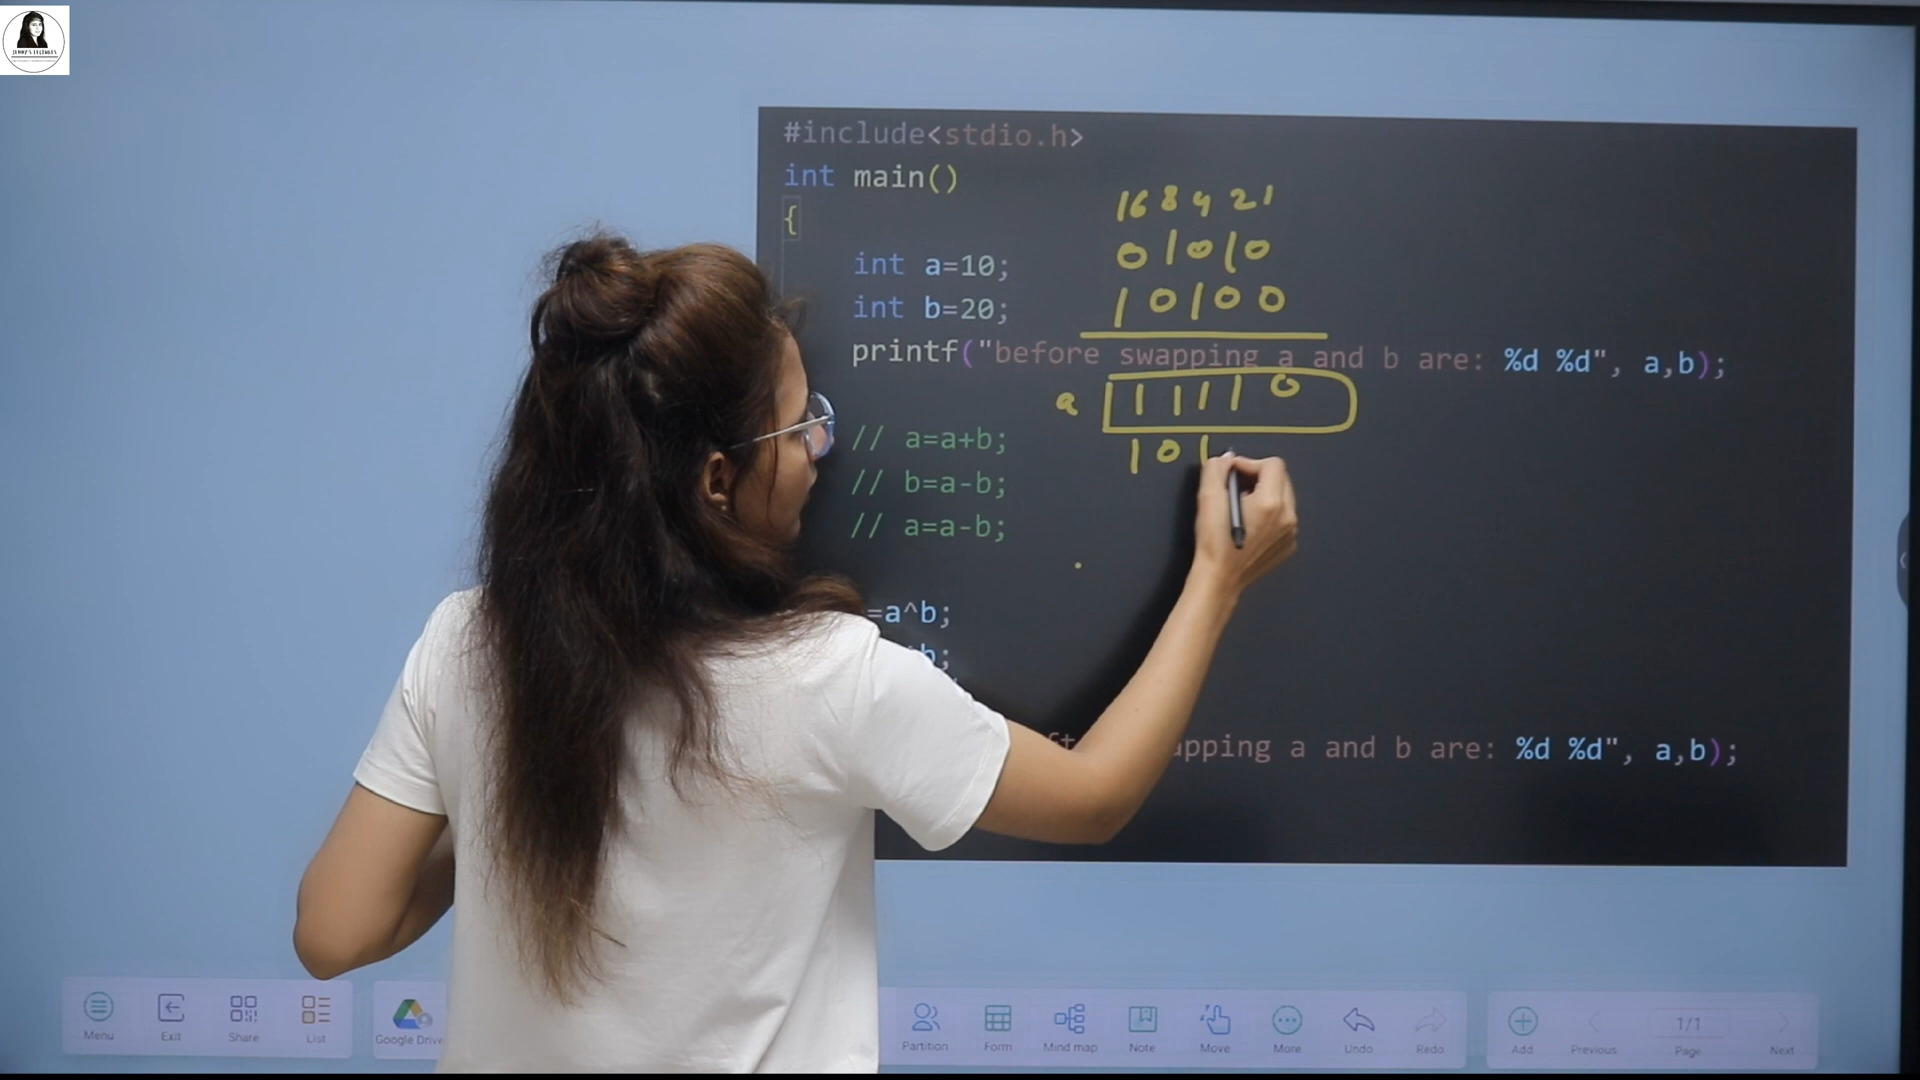 JENNY'S LECTURES
#include<stdio.h>
int main()
{
16 8 4 2 1
0 1 0 1 0
int a=10;
int b=20;
1 0 1 0 0
printf("before swapping a and b are: %d %d", a,b);
a 1 1 1 1 0
// a=a+b;
1 0 1
// b=a-b;
// a=a-b;
=a^b;
b;
apping a and b are: %d %d", a,b);
Menu Exit Share List Google Drive Partition Form Mind map Note Move More Undo Redo Add Previous 1/1 Page Next